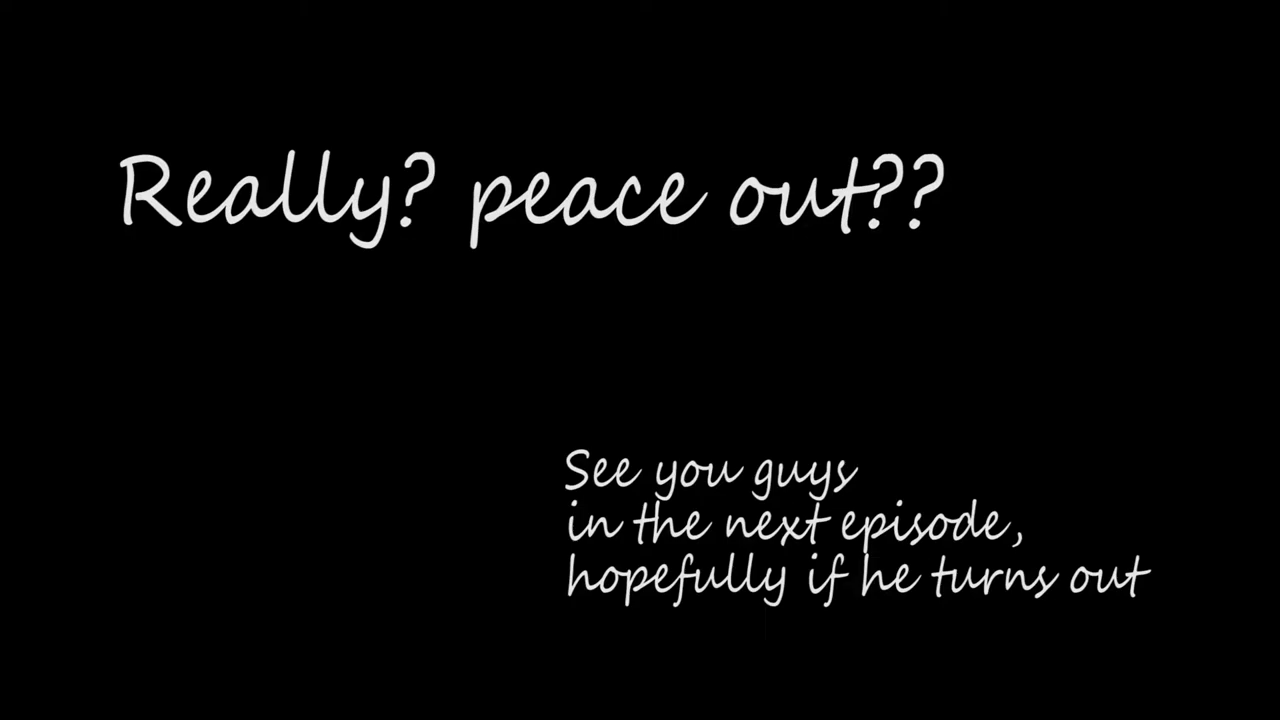 Really? peace out??
See you guys
in the next episode,
hopefully if he turns out